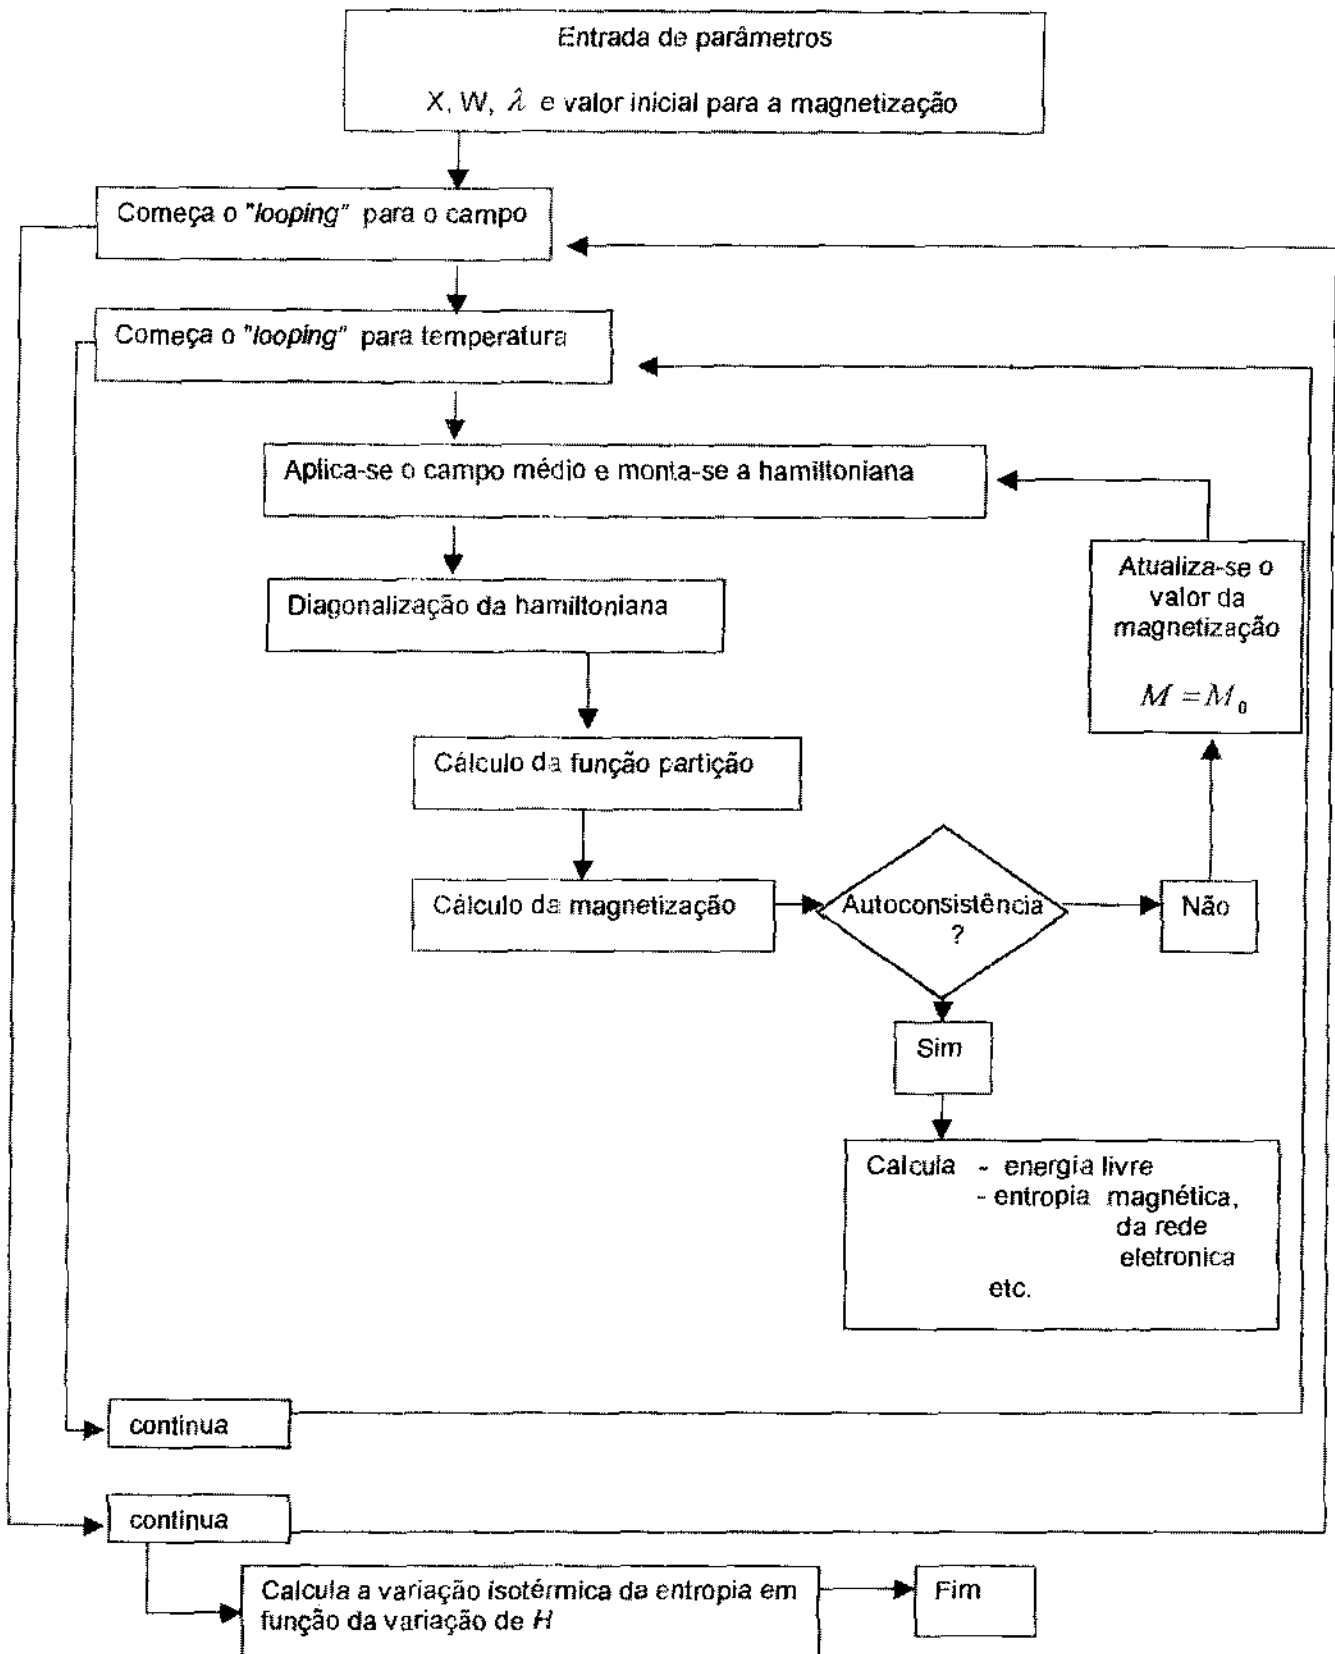 Entrada de parâmetros
X, W, λ e valor inicial para a magnetização
Começa o "looping" para o campo
Começa o "looping" para temperatura
Aplica-se o campo médio e monta-se a hamiltoniana
Diagonalização da hamiltoniana
Atualiza-se o
valor da
magnetização
M = M₀
Cálculo da função partição
Cálculo da magnetização
Autoconsistência
?
Não
Sim
Calcula - energia livre
- entropia magnética,
da rede
eletronica
etc.
continua
continua
Calcula a variação isotérmica da entropia em
função da variação de H
Fim